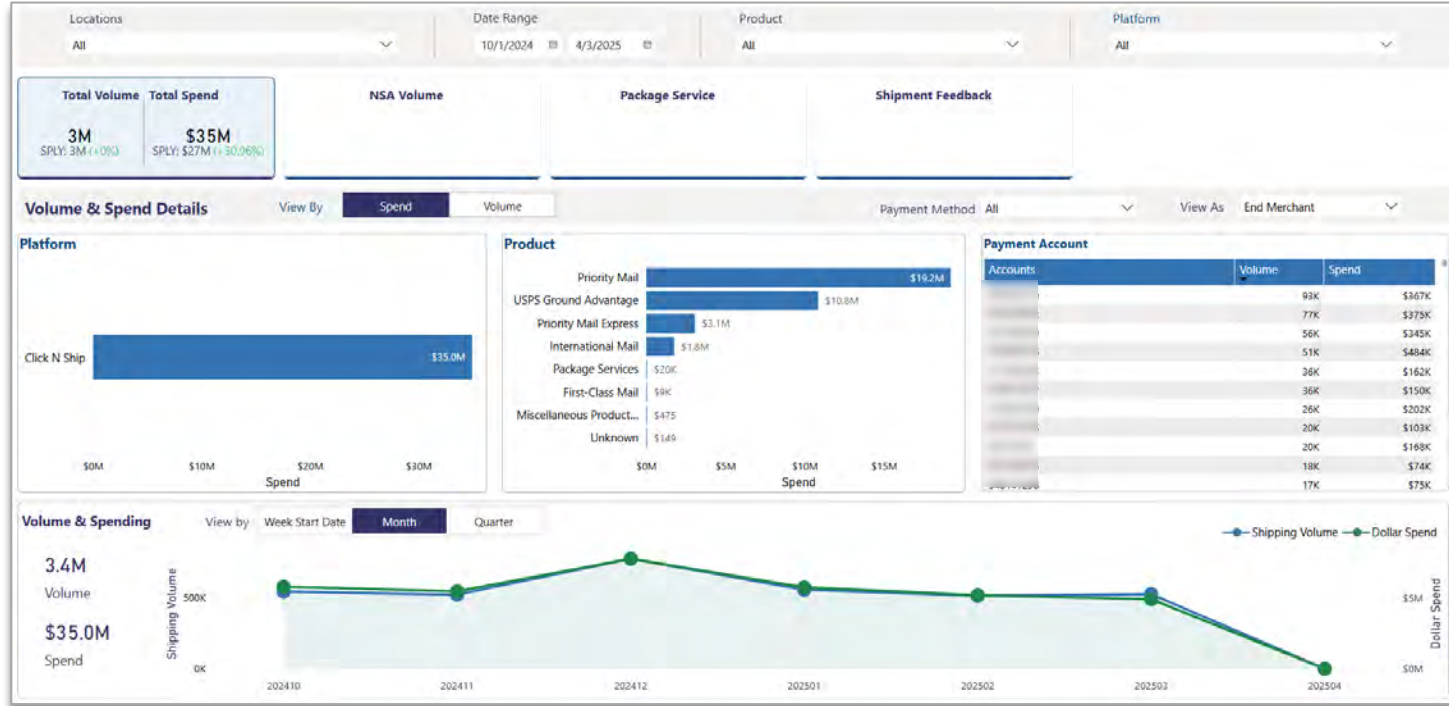 Locations
All
Date Range
10/1/2024 4/3/2025
Product
All
Platform
All
Total Volume Total Spend
3M $35M
SPLY: 3M (+0%) SPLY: $27M (+30.96%)
NSA Volume
Package Service
Shipment Feedback
Volume & Spend Details
View By Spend Volume
Payment Method All
View As End Merchant
Platform
Click N Ship $35.0M
$0M $10M $20M $30M
Spend
Product
Priority Mail $19.2M
USPS Ground Advantage $10.8M
Priority Mail Express $3.1M
International Mail $1.8M
Package Services $20K
First-Class Mail $9K
Miscellaneous Product... $475
Unknown $149
$0M $5M $10M $15M
Spend
Payment Account
Accounts Volume Spend
93K $367K
77K $375K
56K $345K
51K $484K
36K $162K
36K $150K
26K $202K
20K $103K
20K $168K
18K $74K
17K $75K
Volume & Spending
View by Week Start Date Month Quarter
Shipping Volume Dollar Spend
3.4M
Volume
$35.0M
Spend
Shipping Volume
500K
0K
$5M
$0M
Dollar Spend
202410 202411 202412 202501 202502 202503 202504